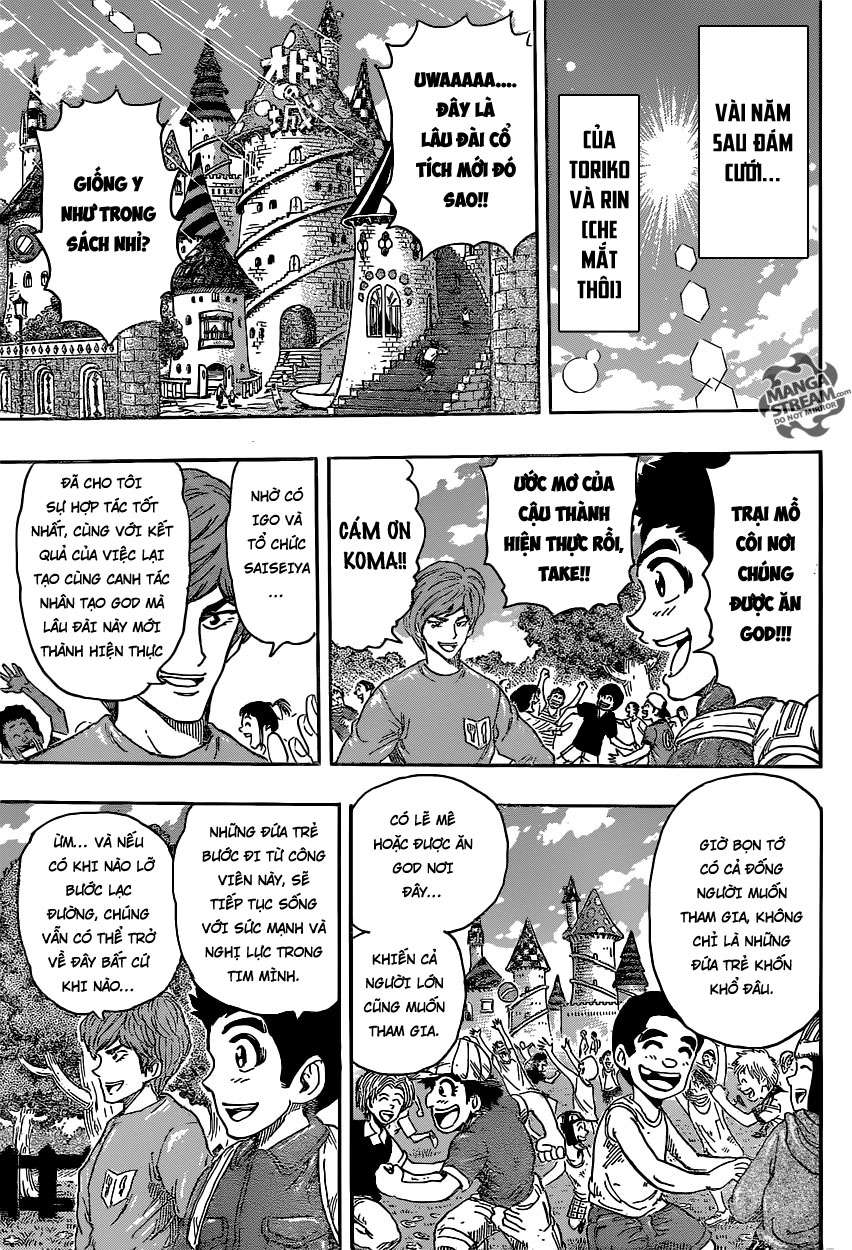 VÀI NĂM
SAU ĐÁM
CƯỚI...
CỦA
TORIKO
VÀ RIN
[CHE
MẮT
THÔI]
UWAAAAA....
ĐÂY LÀ
LÂU ĐÀI CỔ
TÍCH MỚI ĐÓ
SAO!!
GIỐNG Y
NHƯ TRONG
SÁCH NHỈ?
MANGA
STREAM.com
DO NOT MIRROR!
TRẠI MỒ
CÔI NƠI
CHÚNG
ĐƯỢC ĂN
GOD!!!
ƯỚC MƠ CỦA
CẬU THÀNH
HIỆN THỰC RỒI,
TAKE!!
CÁM ƠN
KOMA!!
NHỜ CÓ
IGO VÀ
TỔ CHỨC
SAISEIYA
...
ĐÃ CHO TÔI
SỰ HỢP TÁC TỐT
NHẤT, CÙNG VỚI KẾT
QUẢ CỦA VIỆC LẠI
TẠO CÙNG CANH TÁC
NHÂN TẠO GOD MÀ
LÂU ĐÀI NÀY MỚI
THÀNH HIỆN THỰC
GIỜ BỌN TỚ
CÓ CẢ ĐỐNG
NGƯỜI MUỐN
THAM GIA, KHÔNG
CHỈ LÀ NHỮNG
ĐỨA TRẺ KHỐN
KHỔ ĐÂU.
CÓ LẼ MÊ
HOẶC ĐƯỢC ĂN
GOD NƠI
ĐÂY...
KHIẾN CẢ
NGƯỜI LỚN
CŨNG MUỐN
THAM GIA.
NHỮNG ĐỨA TRẺ
BƯỚC ĐI TỪ CÔNG
VIÊN NÀY, SẼ
TIẾP TỤC SỐNG
VỚI SỨC MẠNH VÀ
NGHỊ LỰC TRONG
TIM MÌNH.
ỪM... VÀ NẾU
CÓ KHI NÀO LỠ
BƯỚC LẠC
ĐƯỜNG, CHÚNG
VẪN CÓ THỂ TRỞ
VỀ ĐÂY BẤT CỨ
KHI NÀO...